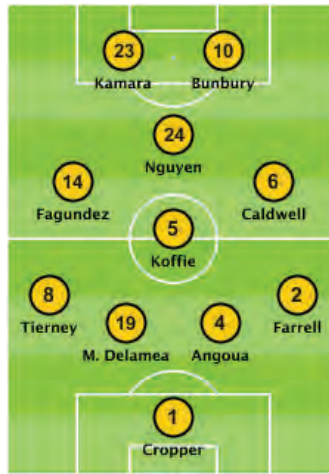 23 10
Kamara Bunbury
24
Nguyen
14 6
Fagundez Caldwell
5
Koffie
8 2
Tierney Farrell
19 4
M. Delamea Angoua
1
Cropper